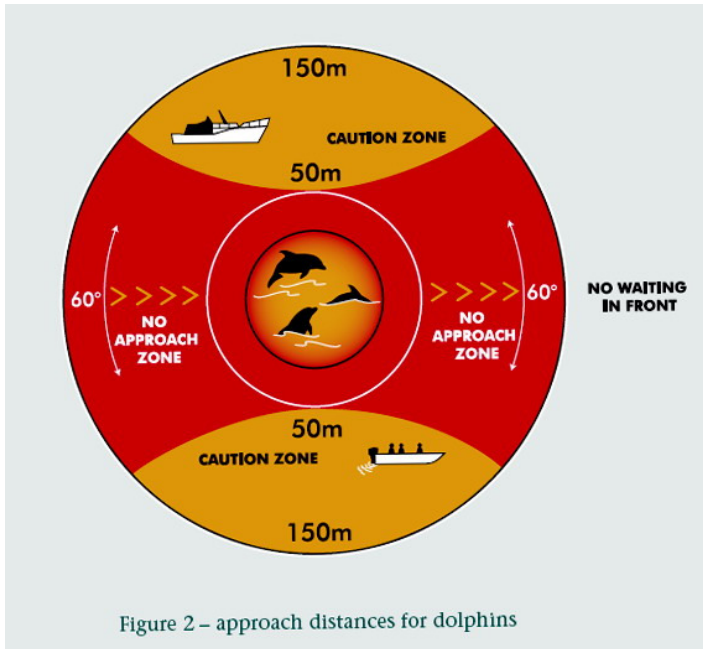 150m
CAUTION ZONE
50m
60°
NO
APPROACH
ZONE
60°
NO
APPROACH
ZONE
NO WAITING
IN FRONT
50m
CAUTION ZONE
150m
Figure 2 – approach distances for dolphins